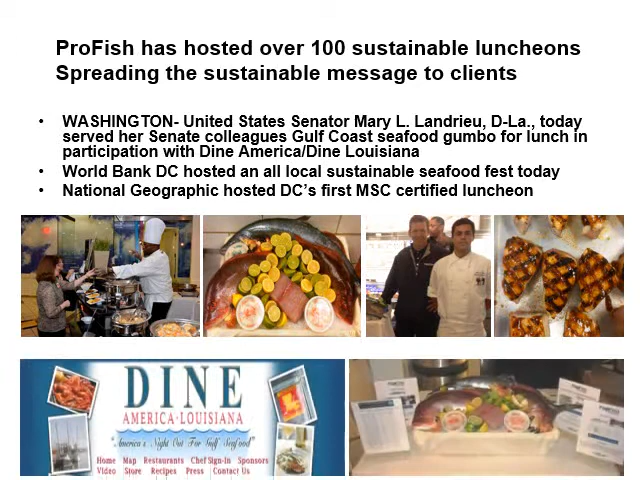 ProFish has hosted over 100 sustainable luncheons
Spreading the sustainable message to clients
• WASHINGTON- United States Senator Mary L. Landrieu, D-La., today
served her Senate colleagues Gulf Coast seafood gumbo for lunch in
participation with Dine America/Dine Louisiana
• World Bank DC hosted an all local sustainable seafood fest today
• National Geographic hosted DC's first MSC certified luncheon
DINE
AMERICA·LOUISIANA
"America's Night Out For Gulf Seafood"
Home Map Restaurants Chef Sign-In Sponsors
Video Store Recipes Press Contact Us